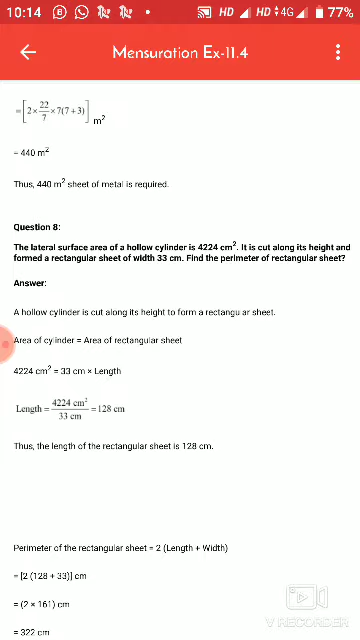 10:14 HD HD 4G 77%
Mensuration Ex-11.4
= [2 × 22/7 × 7(7 + 3)] m²
= 440 m²
Thus, 440 m² sheet of metal is required.
Question 8:
The lateral surface area of a hollow cylinder is 4224 cm². It is cut along its height and
formed a rectangular sheet of width 33 cm. Find the perimeter of rectangular sheet?
Answer:
A hollow cylinder is cut along its height to form a rectangu ar sheet.
Area of cylinder = Area of rectangular sheet
4224 cm² = 33 cm × Length
Length = 4224 cm² / 33 cm = 128 cm
Thus, the length of the rectangular sheet is 128 cm.
Perimeter of the rectangular sheet = 2 (Length + Width)
= [2 (128 + 33)] cm
= (2 × 161) cm
= 322 cm
V RECORDER